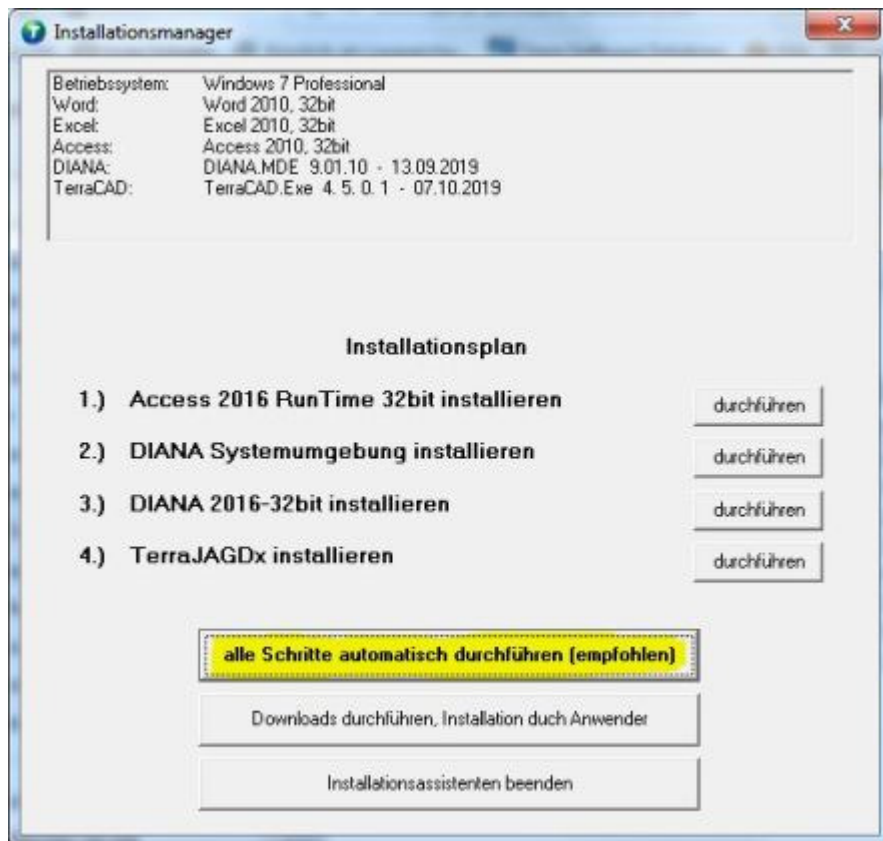 Installationsmanager
Betriebssystem: Windows 7 Professional
Word: Word 2010, 32bit
Excel: Excel 2010, 32bit
Access: Access 2010, 32bit
DIANA: DIANA.MDE 9.01.10 - 13.09.2019
TerraCAD: TerraCAD.Exe 4. 5. 0. 1 - 07.10.2019
Installationsplan
1.) Access 2016 RunTime 32bit installieren durchführen
2.) DIANA Systemumgebung installieren durchführen
3.) DIANA 2016-32bit installieren durchführen
4.) TerraJAGDx installieren durchführen
alle Schritte automatisch durchführen (empfohlen)
Downloads durchführen, Installation duch Anwender
Installationsassistenten beenden